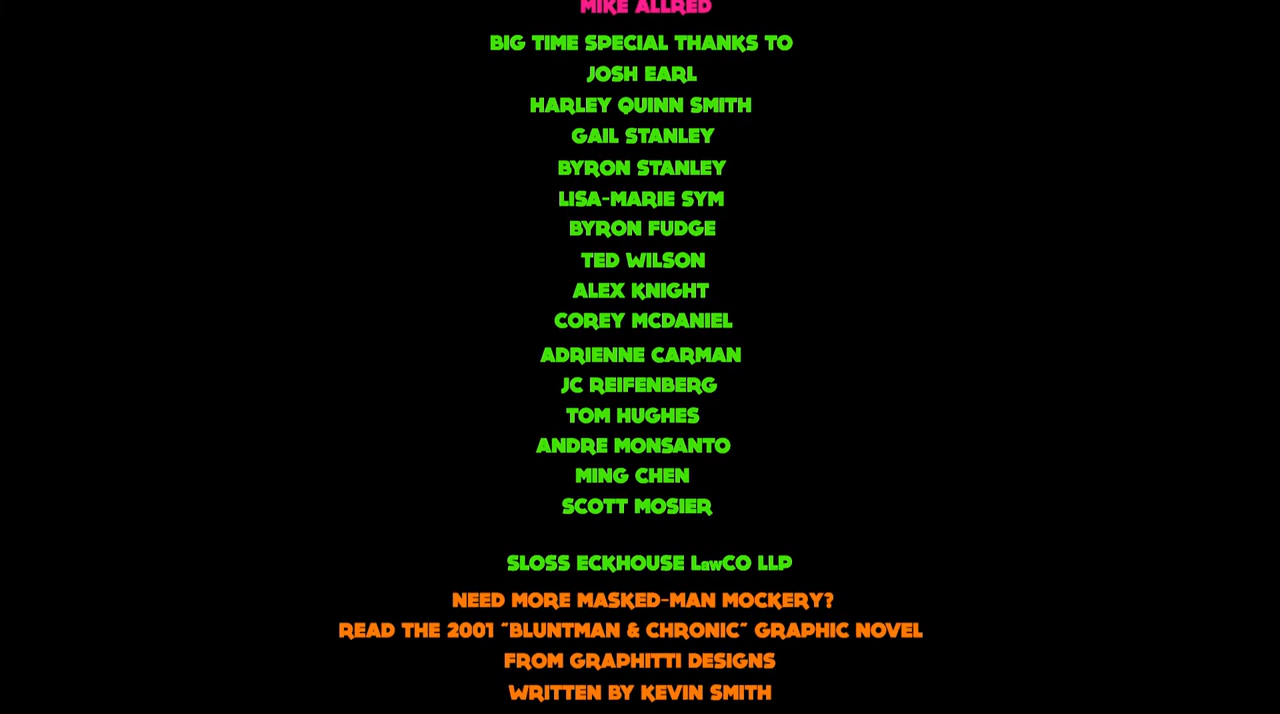 MIKE ALLRED
BIG TIME SPECIAL THANKS TO
JOSH EARL
HARLEY QUINN SMITH
GAIL STANLEY
BYRON STANLEY
LISA-MARIE SYM
BYRON FUDGE
TED WILSON
ALEX KNIGHT
COREY MCDANIEL
ADRIENNE CARMAN
JC REIFENBERG
TOM HUGHES
ANDRE MONSANTO
MING CHEN
SCOTT MOSIER
SLOSS ECKHOUSE LawCO LLP
NEED MORE MASKED-MAN MOCKERY?
READ THE 2001 "BLUNTMAN & CHRONIC" GRAPHIC NOVEL
FROM GRAPHITTI DESIGNS
WRITTEN BY KEVIN SMITH